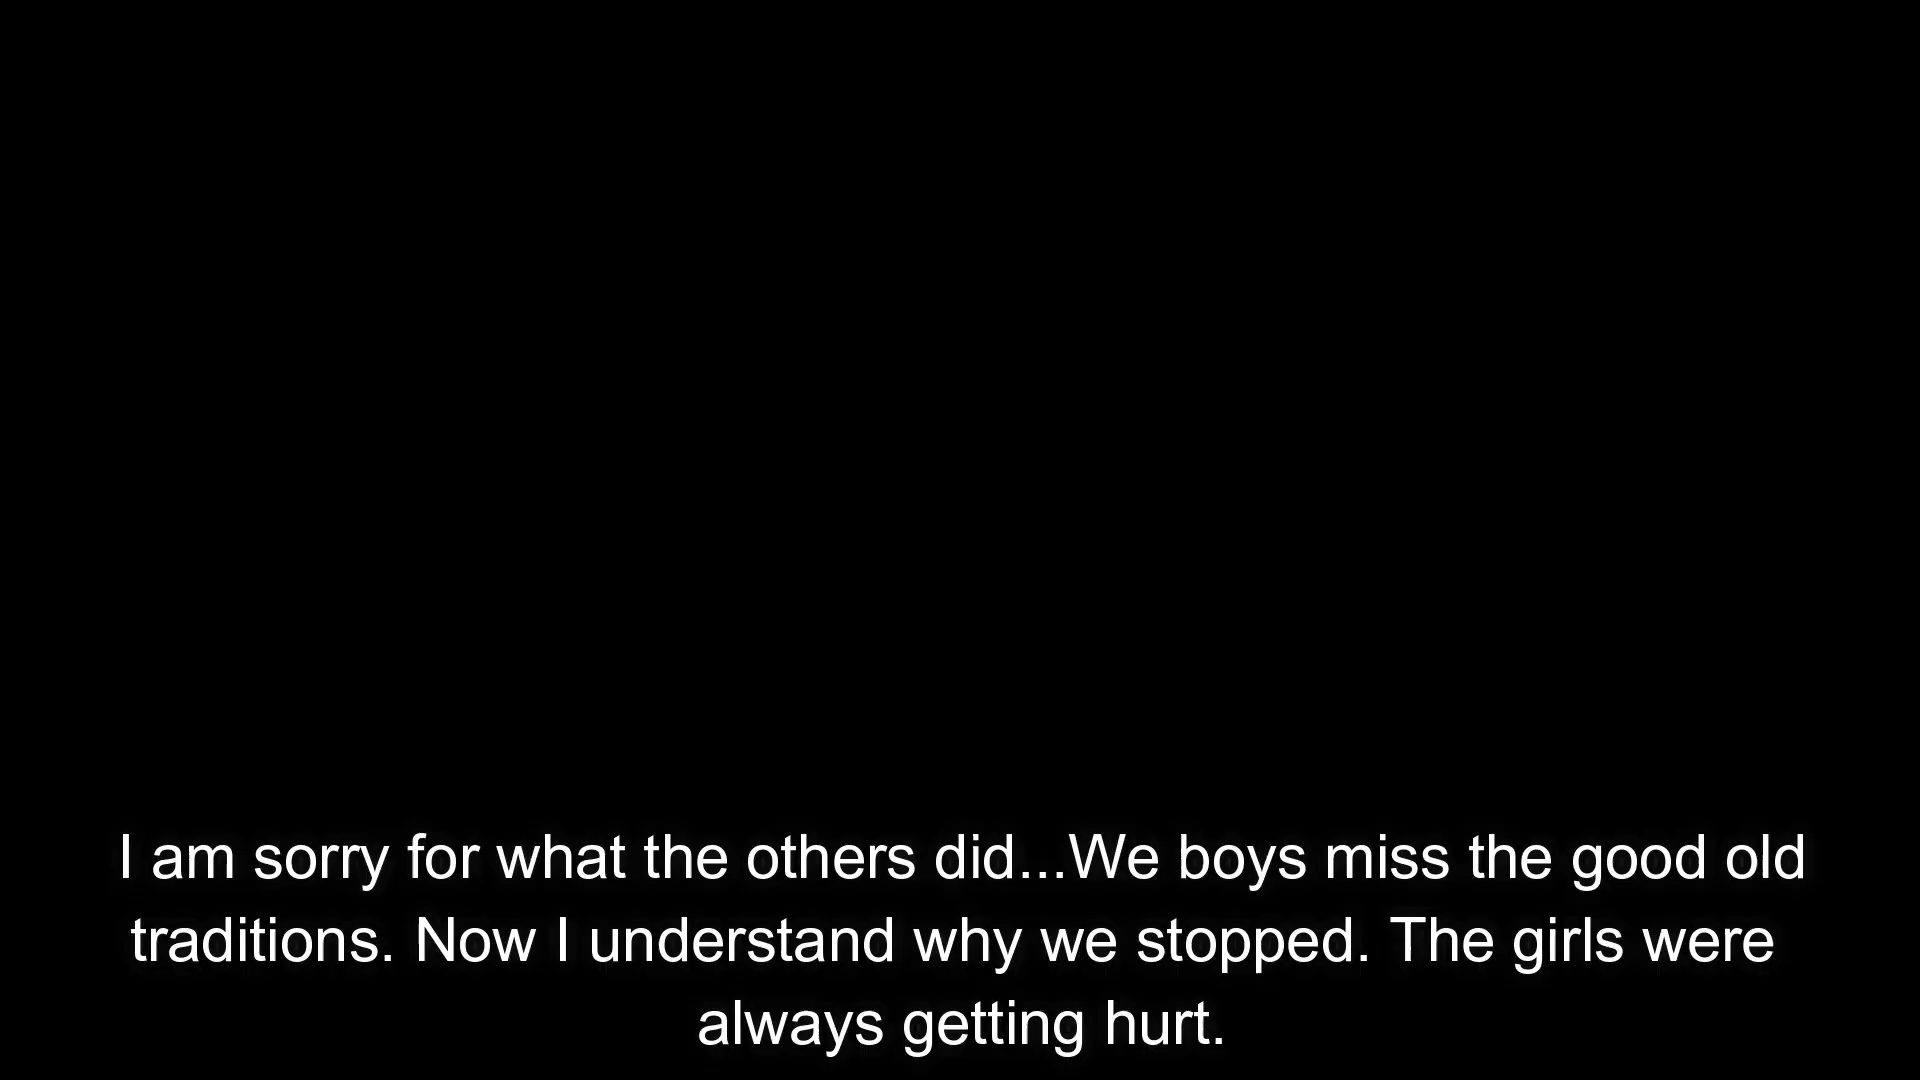 I am sorry for what the others did...We boys miss the good old
traditions. Now I understand why we stopped. The girls were
always getting hurt.